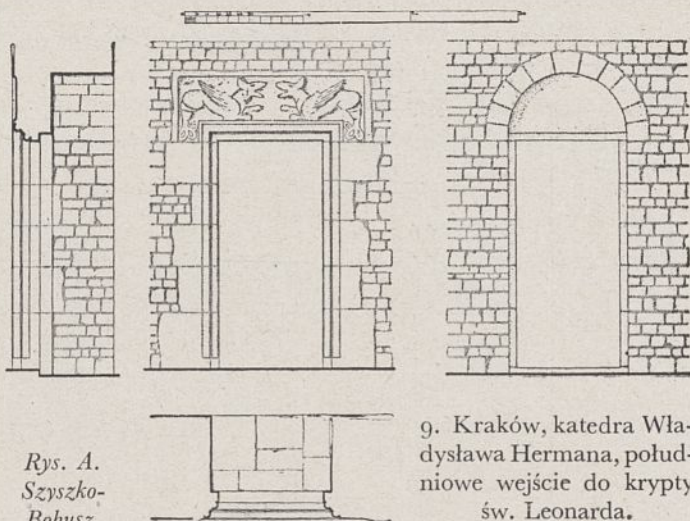 Rys. A.
Szyszko-
Bohusz
9. Kraków, katedra Wła-
dysława Hermana, połud-
niowe wejście do krypty
św. Leonarda.